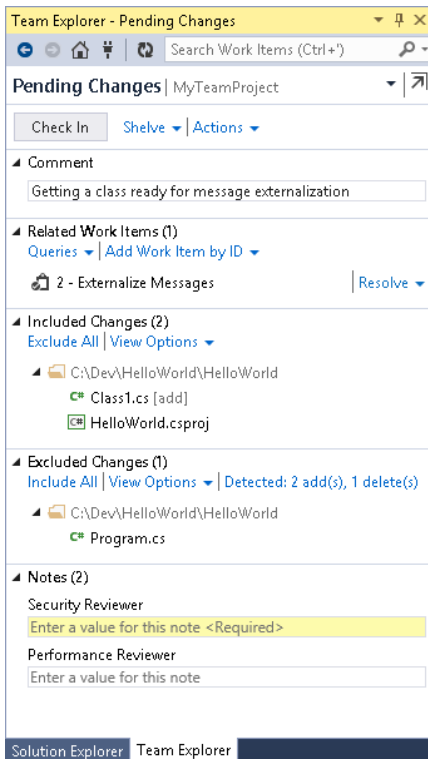 Team Explorer - Pending Changes
Search Work Items (Ctrl+')
Pending Changes | MyTeamProject
Check In Shelve Actions
Comment
Getting a class ready for message externalization
Related Work Items (1)
Queries Add Work Item by ID
2 - Externalize Messages Resolve
Included Changes (2)
Exclude All View Options
C:\Dev\HelloWorld\HelloWorld
C# Class1.cs [add]
C# HelloWorld.csproj
Excluded Changes (1)
Include All View Options Detected: 2 add(s), 1 delete(s)
C:\Dev\HelloWorld\HelloWorld
C# Program.cs
Notes (2)
Security Reviewer
Enter a value for this note <Required>
Performance Reviewer
Enter a value for this note
Solution Explorer Team Explorer